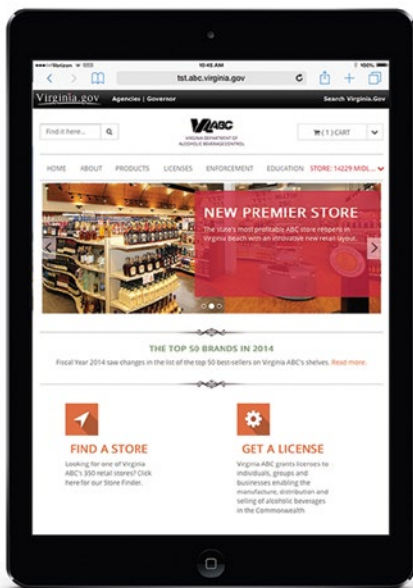 Verizon
10:45 AM
100%
tst.abc.virginia.gov
Virginia.gov Agencies | Governor Search Virginia.Gov
Find it here...
VA ABC
VIRGINIA DEPARTMENT OF
ALCOHOLIC BEVERAGE CONTROL
( 1 ) CART
HOME ABOUT PRODUCTS LICENSES ENFORCEMENT EDUCATION STORE: 14229 MIDL...
NEW PREMIER STORE
The state's most profitable ABC store reopens in
Virginia Beach with an innovative new retail layout.
THE TOP 50 BRANDS IN 2014
Fiscal Year 2014 saw changes in the list of the top 50 best-sellers on Virginia ABC's shelves. Read more.
FIND A STORE
Looking for one of Virginia
ABC's 350 retail stores? Click
here for our Store Finder.
GET A LICENSE
Virginia ABC grants licenses to
individuals, groups and
businesses enabling the
manufacture, distribution and
selling of alcoholic beverages
in the Commonwealth